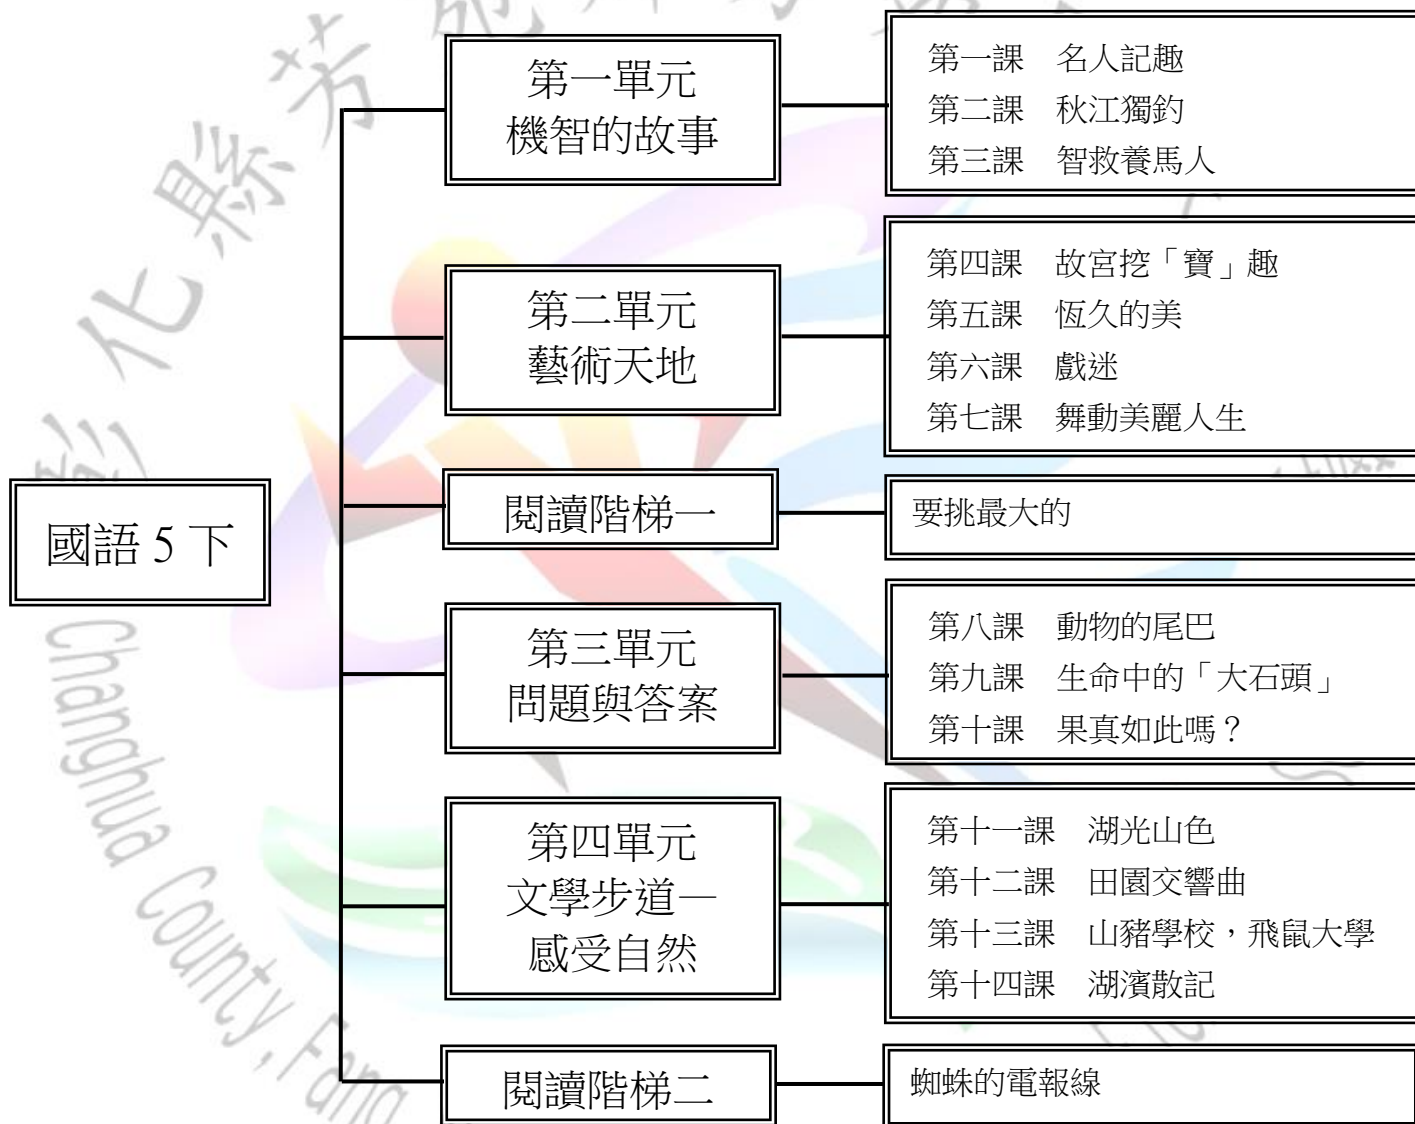 國語 5 下
第一單元
機智的故事
第一課　名人記趣
第二課　秋江獨釣
第三課　智救養馬人
第二單元
藝術天地
第四課　故宮挖「寶」趣
第五課　恆久的美
第六課　戲迷
第七課　舞動美麗人生
閱讀階梯一
要挑最大的
第三單元
問題與答案
第八課　動物的尾巴
第九課　生命中的「大石頭」
第十課　果真如此嗎？
第四單元
文學步道—
感受自然
第十一課　湖光山色
第十二課　田園交響曲
第十三課　山豬學校，飛鼠大學
第十四課　湖濱散記
閱讀階梯二
蜘蛛的電報線
彰化縣芳苑
Changhua County, Fang